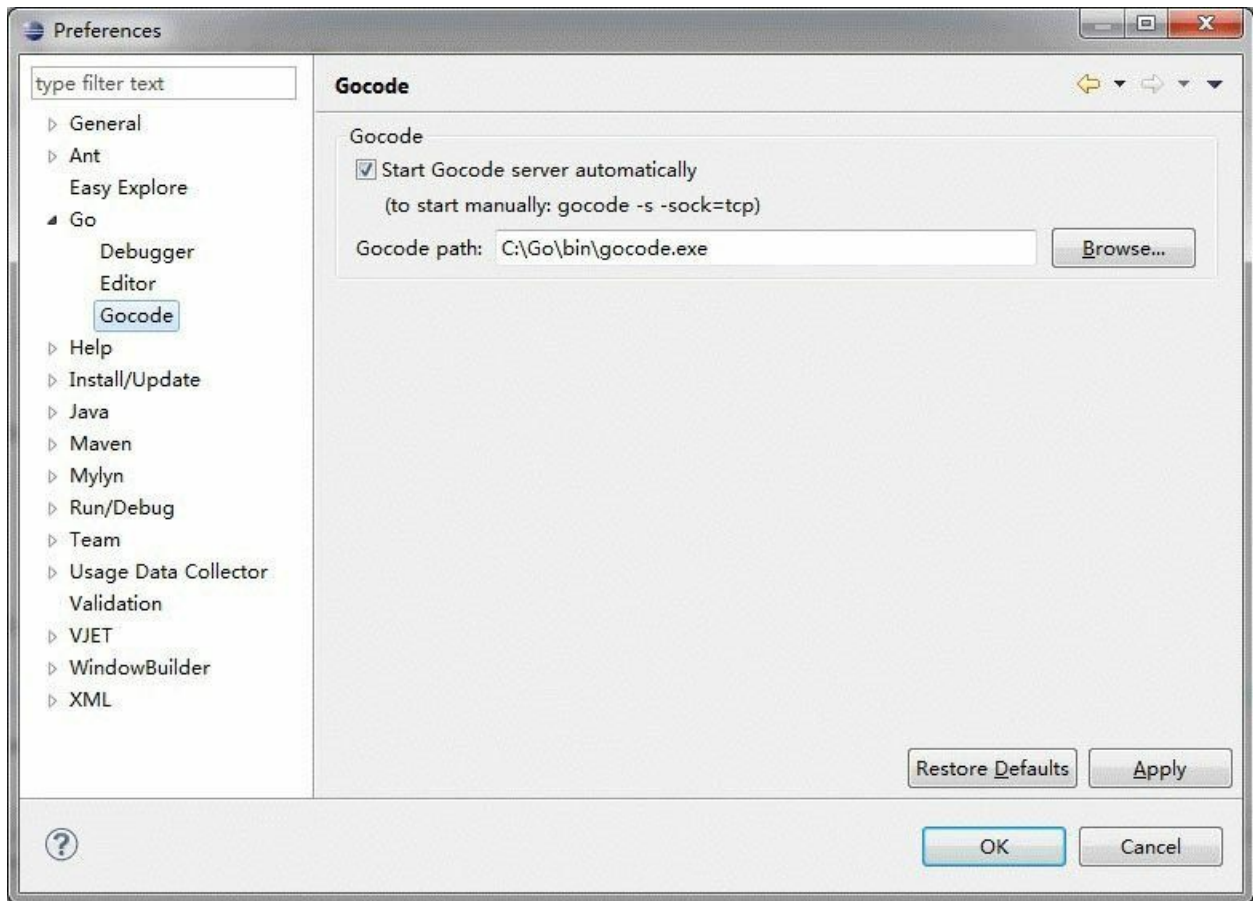 Preferences
type filter text
General
Ant
Easy Explore
Go
Debugger
Editor
Gocode
Help
Install/Update
Java
Maven
Mylyn
Run/Debug
Team
Usage Data Collector
Validation
VJET
WindowBuilder
XML
Gocode
Gocode
Start Gocode server automatically
(to start manually: gocode -s -sock=tcp)
Gocode path: C:\Go\bin\gocode.exe Browse...
Restore Defaults Apply
? OK Cancel